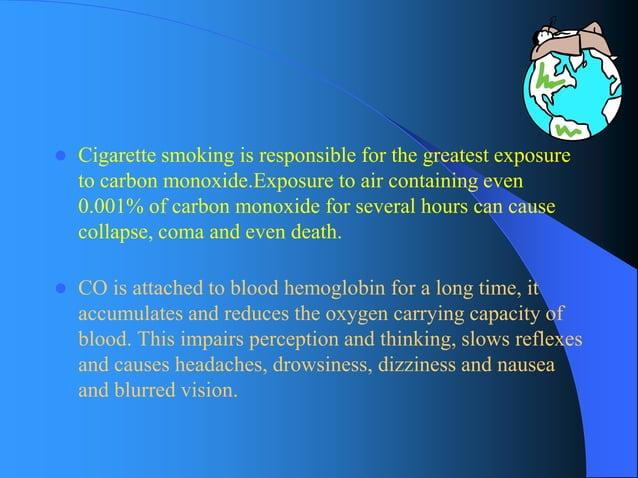 Cigarette smoking is responsible for the greatest exposure
to carbon monoxide.Exposure to air containing even
0.001% of carbon monoxide for several hours can cause
collapse, coma and even death.
CO is attached to blood hemoglobin for a long time, it
accumulates and reduces the oxygen carrying capacity of
blood. This impairs perception and thinking, slows reflexes
and causes headaches, drowsiness, dizziness and nausea
and blurred vision.